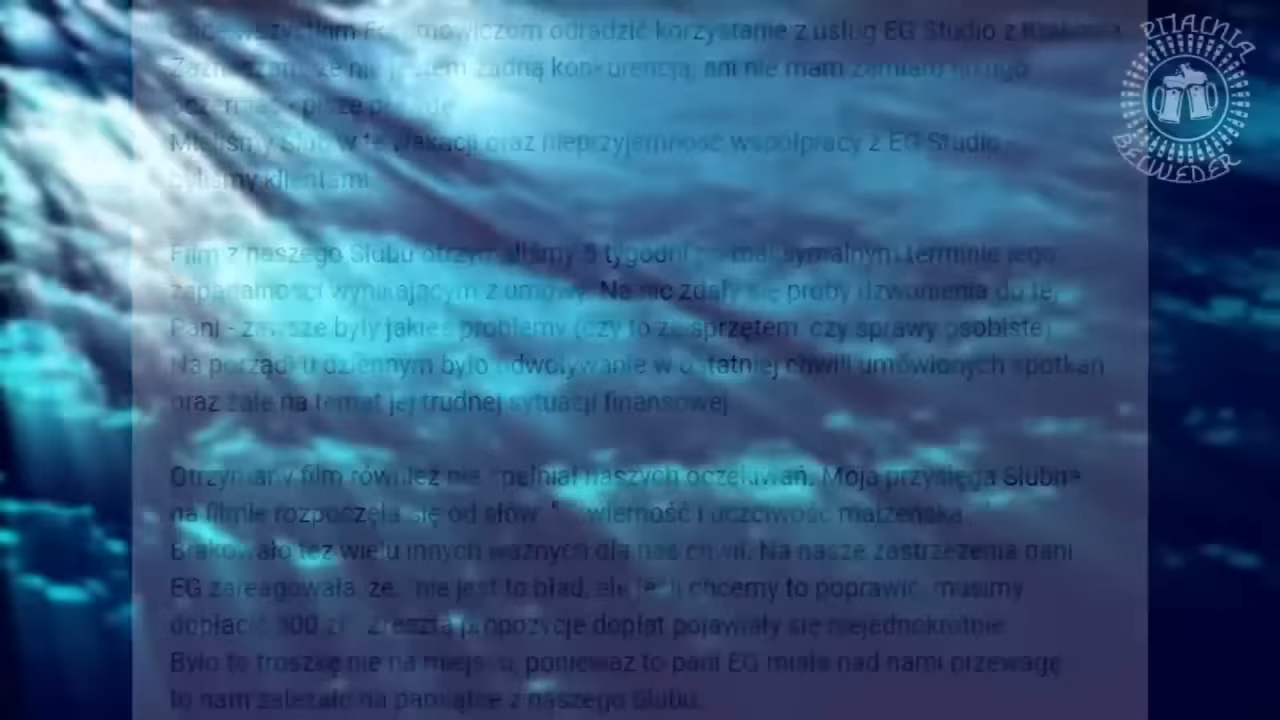 wszystkim odradzić korzystanie z usług EG Studio z
że nie jestem żadną konkurencją, ani nie mam zamiaru
piszę
Mieliśmy ślub w te wakacji oraz nieprzyjemność współpracy z EG Studio -
byliśmy klientami
Film z naszego Ślubu otrzymaliśmy 5 tygodni po maksymalnym terminie jego
wynikającym z umowy. Na nic zdały się próby dzwonienia do tej
Pani - zawsze były jakieś problemy (czy to ze sprzętem, czy sprawy osobiste)
Na porządku dziennym było odwoływanie w ostatniej chwili umówionych spotkań
oraz żale na temat jej trudnej sytuacji finansowej
Otrzymany film również nie spełniał naszych oczekiwań. Moja przysięga Ślubna
na filmie rozpoczęła się od słów: " wierność i uczciwość małżeńską
Brakowało też wielu innych ważnych dla nas chwil. Na nasze zastrzeżenia pani
EG zareagowała, że: "nie jest to błąd, ale jeśli chcemy to poprawić, musimy
dopłacić zł". Zresztą propozycje dopłat pojawiały się niejednokrotnie
Było to troszkę nie na miejscu, ponieważ to pani EG miała nad nami przewagę -
to nam zależało na pamiątce z naszego Ślubu.
PIJALNIA
BELWEDER